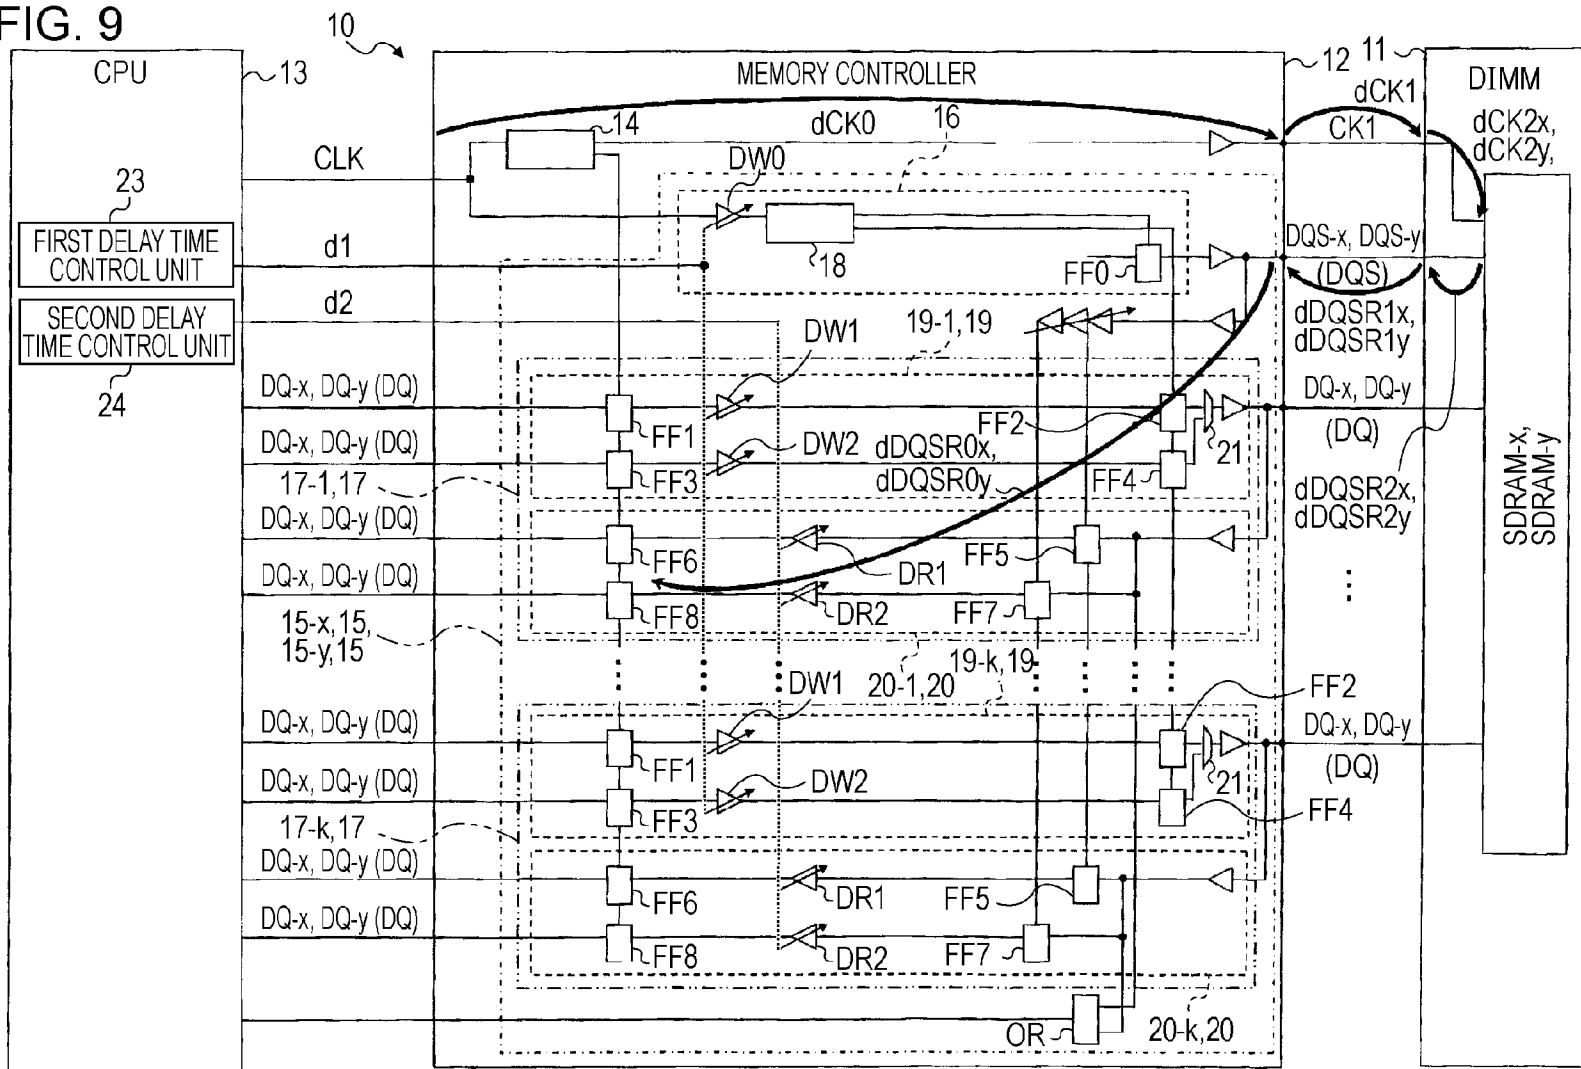 FIG. 9
10
CPU
13
MEMORY CONTROLLER
12
11
DIMM
dCK1
CK1
dCK2x,
dCK2y,
14
dCK0
16
CLK
DW0
23
FIRST DELAY TIME
CONTROL UNIT
d1
18
FF0
DQS-x, DQS-y
(DQS)
d2
SECOND DELAY
TIME CONTROL UNIT
24
19-1,19
dDQSR1x,
dDQSR1y
DW1
DQ-x, DQ-y (DQ)
FF1
FF2
21
DQ-x, DQ-y
(DQ)
DQ-x, DQ-y (DQ)
DW2
dDQSR0x,
dDQSR0y
FF3
FF4
17-1,17
dDQSR2x,
dDQSR2y
SDRAM-x,
SDRAM-y
DQ-x, DQ-y (DQ)
FF6
FF5
DR1
DQ-x, DQ-y (DQ)
FF8
DR2
FF7
15-x,15,
15-y,15
20-1,20
19-k,19
DW1
FF2
DQ-x, DQ-y (DQ)
FF1
21
DQ-x, DQ-y
(DQ)
DQ-x, DQ-y (DQ)
DW2
FF3
FF4
17-k,17
DQ-x, DQ-y (DQ)
FF6
DR1
FF5
DQ-x, DQ-y (DQ)
FF8
DR2
FF7
OR
20-k,20